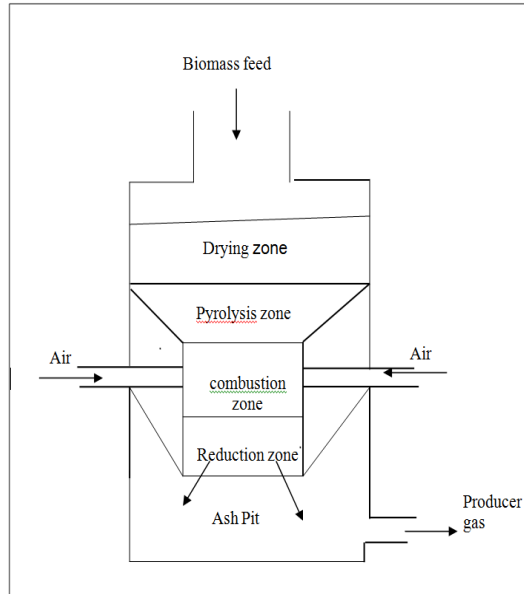 Biomass feed
Drying zone
Pyrolysis zone
Air
Air
combustion
zone
Reduction zone
Ash Pit
Producer
gas